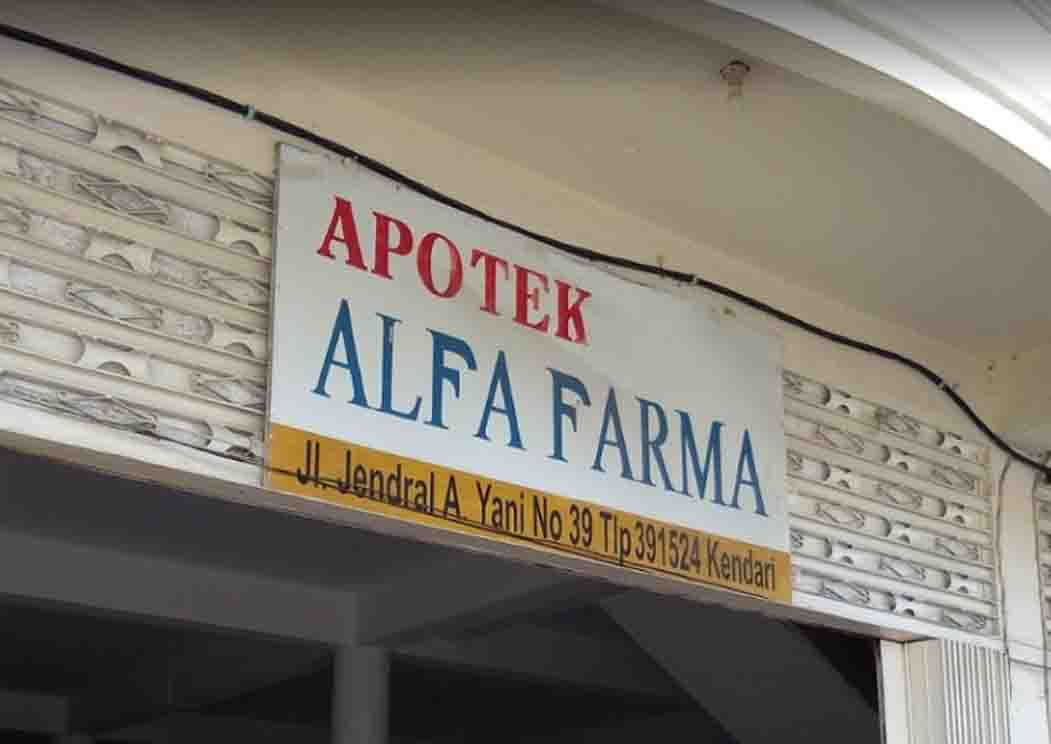 APOTEK
ALFA FARMA
Jl. Jendral A. Yani No 39 Tlp 391524 Kendari